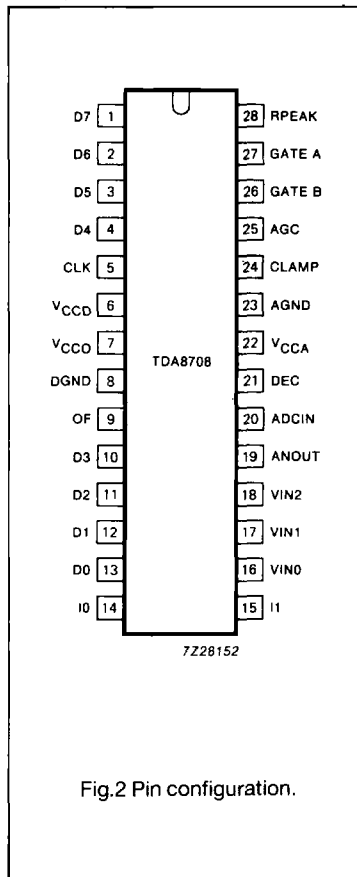 D7 1 28 RPEAK
D6 2 27 GATE A
D5 3 26 GATE B
D4 4 25 AGC
CLK 5 24 CLAMP
VCCD 6 23 AGND
VCCO 7 22 VCCA
TDA8708
DGND 8 21 DEC
OF 9 20 ADCIN
D3 10 19 ANOUT
D2 11 18 VIN2
D1 12 17 VIN1
D0 13 16 VIN0
I0 14 15 I1
7Z28152
Fig.2 Pin configuration.